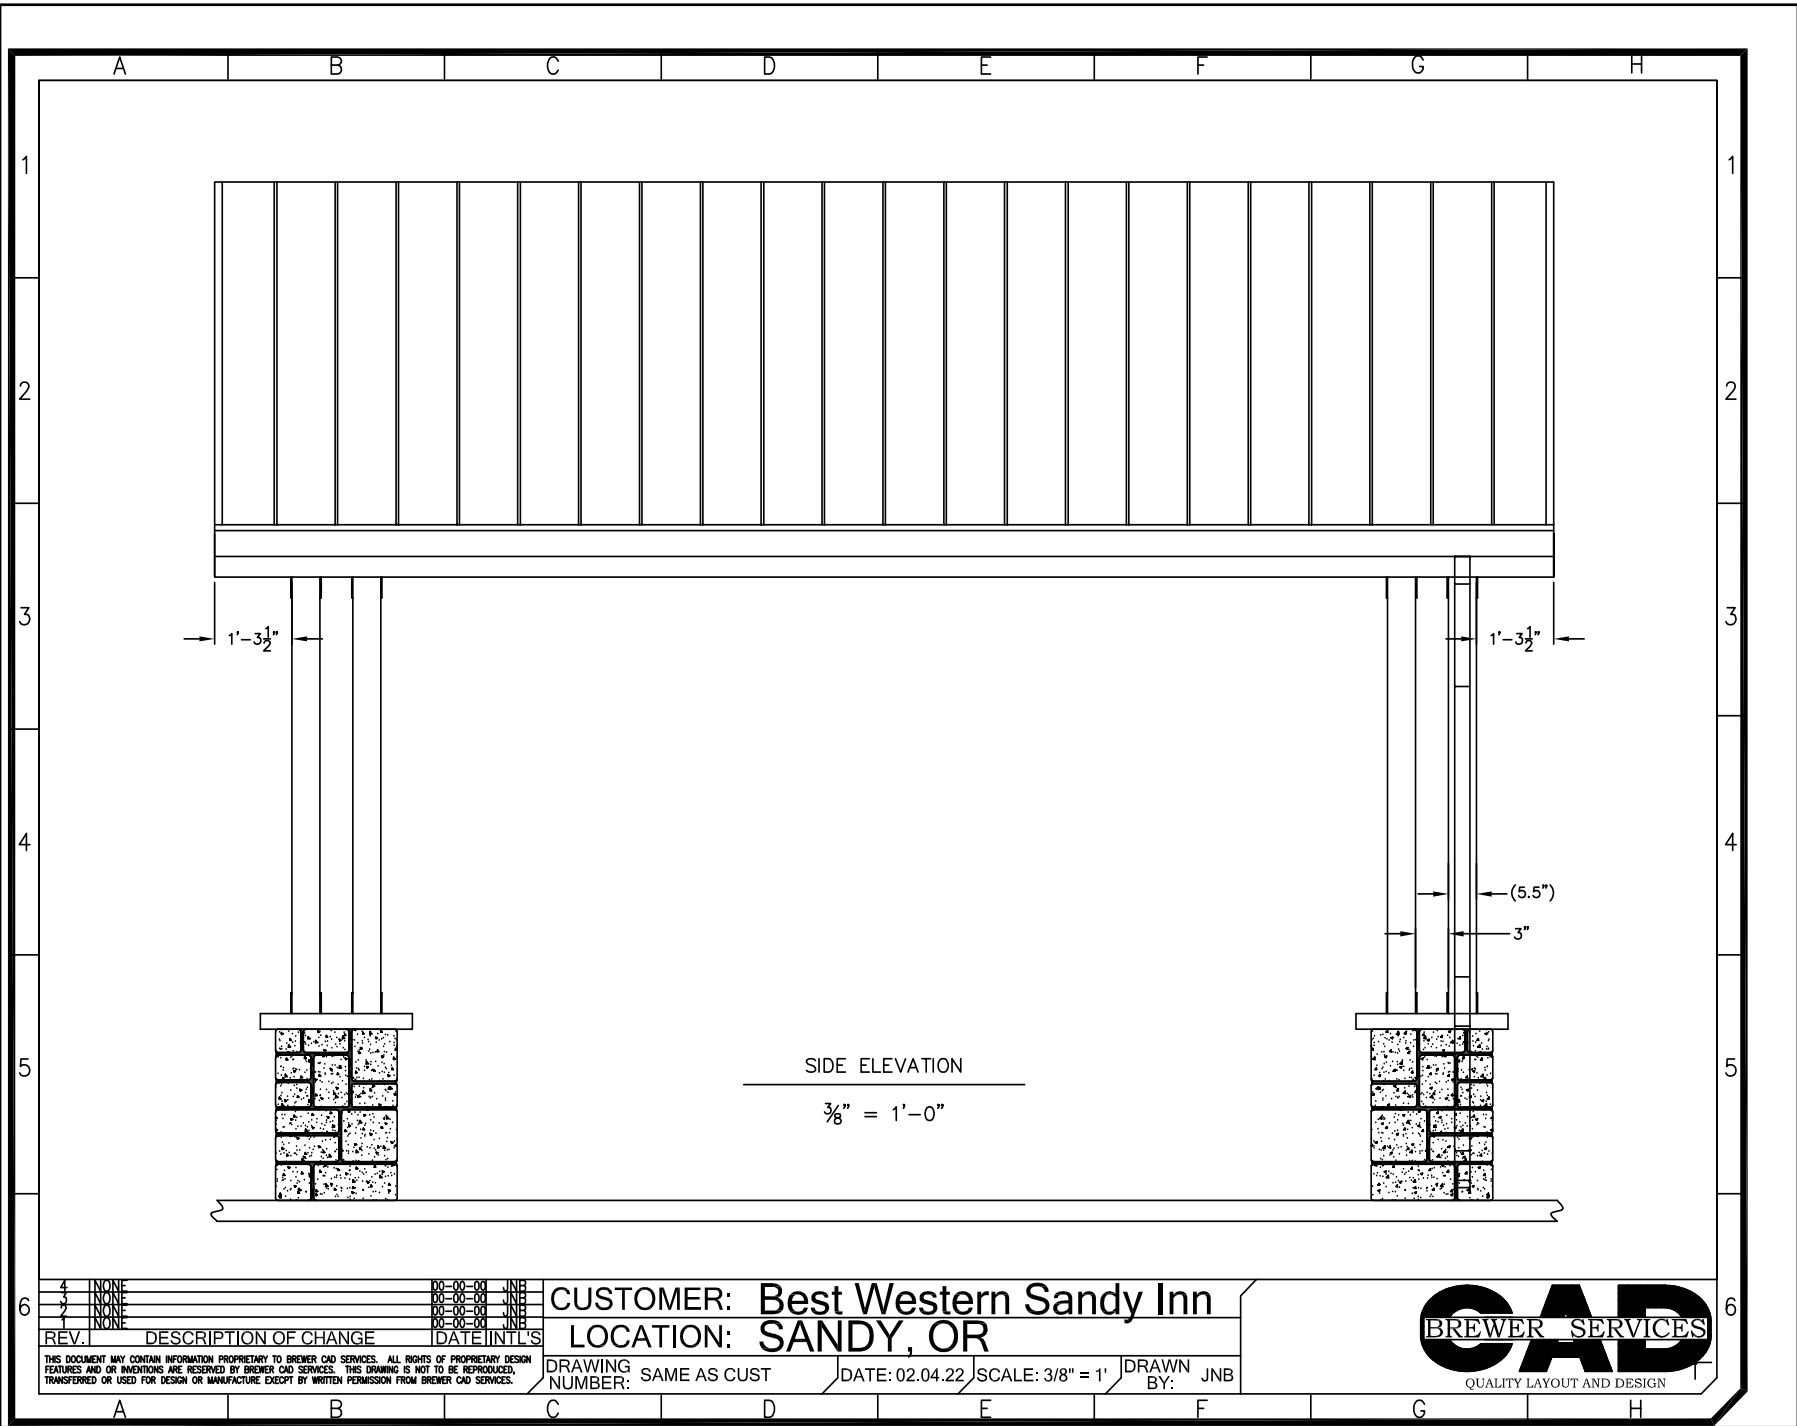 A B C D E F G H
1 1
2 2
3 3
1'-3½" 1'-3½"
4 4
(5.5")
3"
5 5
SIDE ELEVATION
⅜" = 1'-0"
6 6
4 NONE 00-00-00 JNB
3 NONE 00-00-00 JNB
2 NONE 00-00-00 JNB
1 NONE 00-00-00 JNB
REV. DESCRIPTION OF CHANGE DATE INTL'S
THIS DOCUMENT MAY CONTAIN INFORMATION PROPRIETARY TO BREWER CAD SERVICES. ALL RIGHTS OF PROPRIETARY DESIGN
FEATURES AND OR INVENTIONS ARE RESERVED BY BREWER CAD SERVICES. THIS DRAWING IS NOT TO BE REPRODUCED,
TRANSFERRED OR USED FOR DESIGN OR MANUFACTURE EXECPT BY WRITTEN PERMISSION FROM BREWER CAD SERVICES.
CUSTOMER: Best Western Sandy Inn
LOCATION: SANDY, OR
DRAWING NUMBER: SAME AS CUST
DATE: 02.04.22
SCALE: 3/8" = 1'
DRAWN BY: JNB
CAD
BREWER SERVICES
QUALITY LAYOUT AND DESIGN
A B C D E F G H